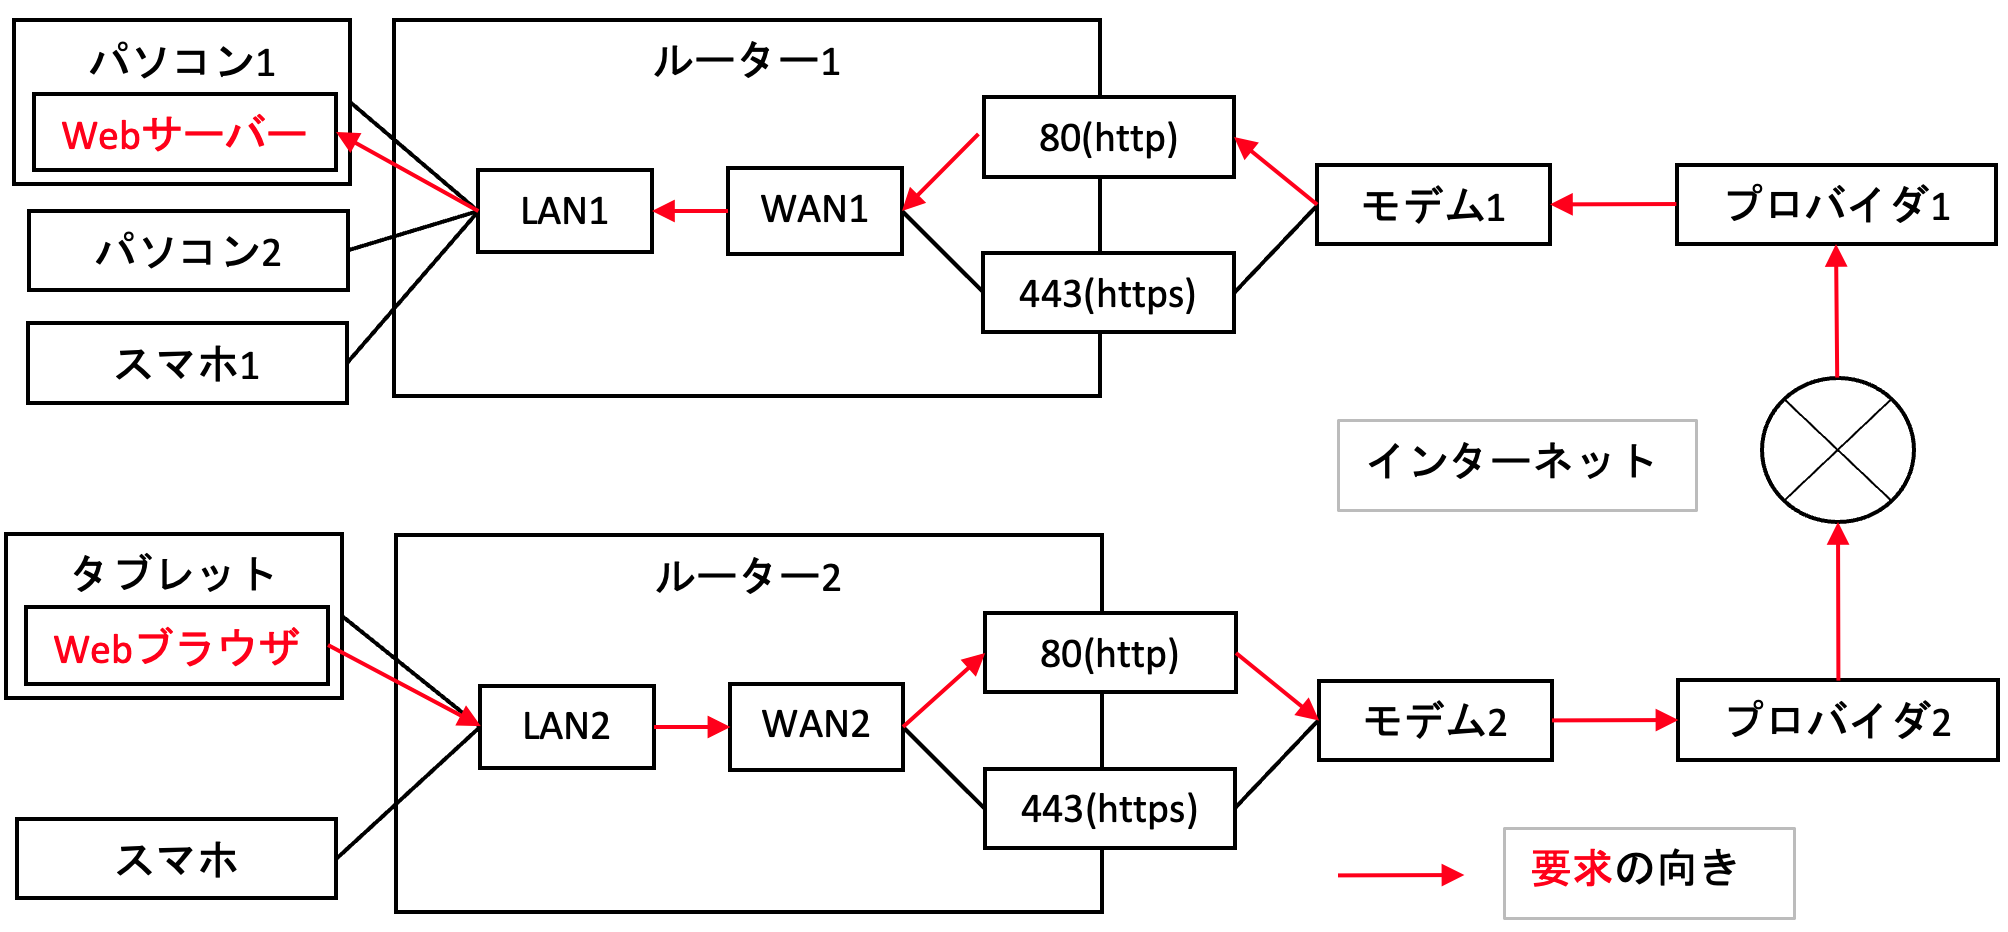 パソコン1
Webサーバー
パソコン2
スマホ1
ルーター1
LAN1
WAN1
80(http)
443(https)
モデム1
プロバイダ1
インターネット
タブレット
Webブラウザ
スマホ
ルーター2
LAN2
WAN2
80(http)
443(https)
モデム2
プロバイダ2
要求の向き